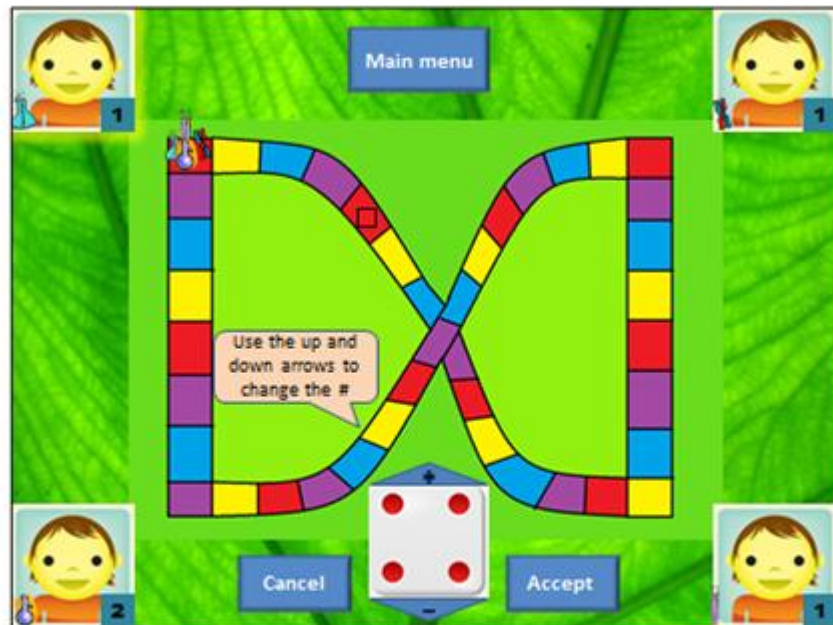 1
Main menu
1
Use the up and
down arrows to
change the #
+
Cancel
Accept
-
2
1